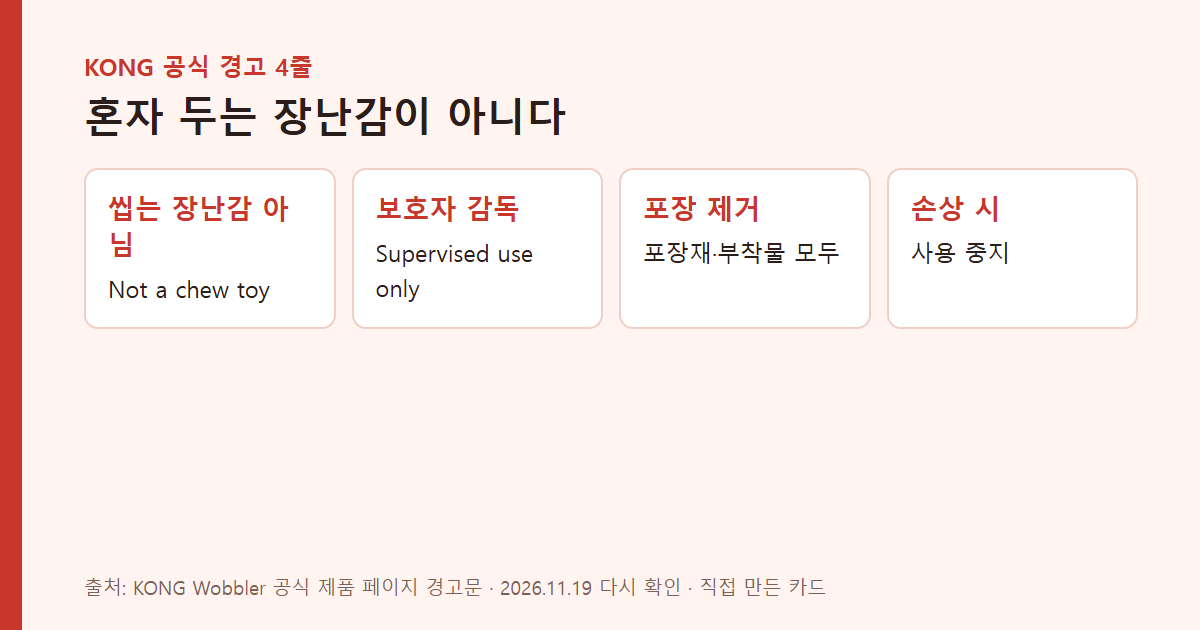 KONG 공식 경고 4줄
혼자 두는 장난감이 아니다
씹는 장난감 아
님
Not a chew toy
보호자 감독
Supervised use
only
포장 제거
포장재·부착물 모두
손상 시
사용 중지
출처: KONG Wobbler 공식 제품 페이지 경고문 · 2026.11.19 다시 확인 · 직접 만든 카드